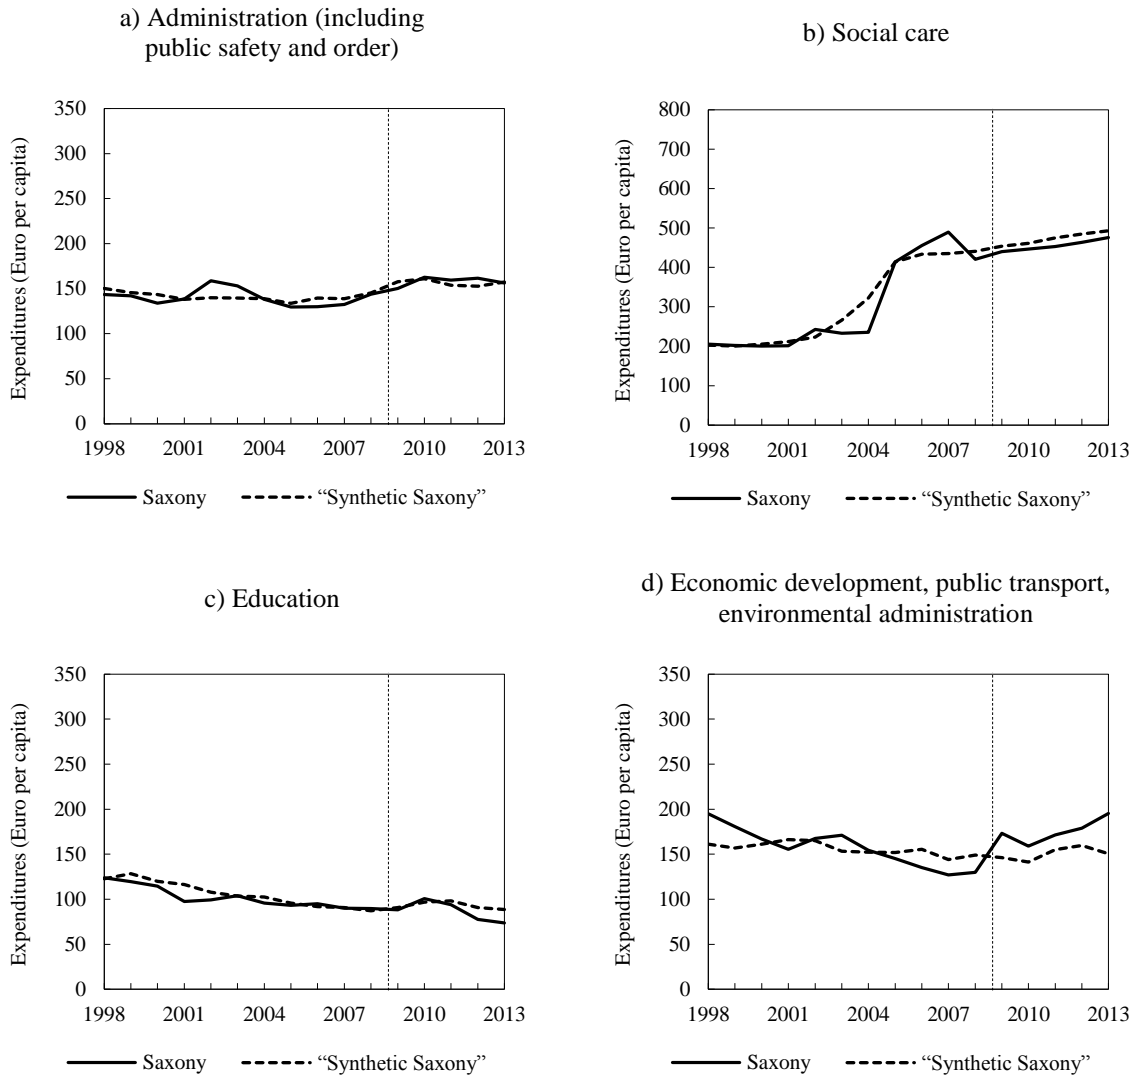 a) Administration (including
public safety and order)
Expenditures (Euro per capita)
350
300
250
200
150
100
50
0
1998 2001 2004 2007 2010 2013
Saxony “Synthetic Saxony”
b) Social care
Expenditures (Euro per capita)
800
700
600
500
400
300
200
100
0
1998 2001 2004 2007 2010 2013
Saxony “Synthetic Saxony”
c) Education
Expenditures (Euro per capita)
350
300
250
200
150
100
50
0
1998 2001 2004 2007 2010 2013
Saxony “Synthetic Saxony”
d) Economic development, public transport,
environmental administration
Expenditures (Euro per capita)
350
300
250
200
150
100
50
0
1998 2001 2004 2007 2010 2013
Saxony “Synthetic Saxony”